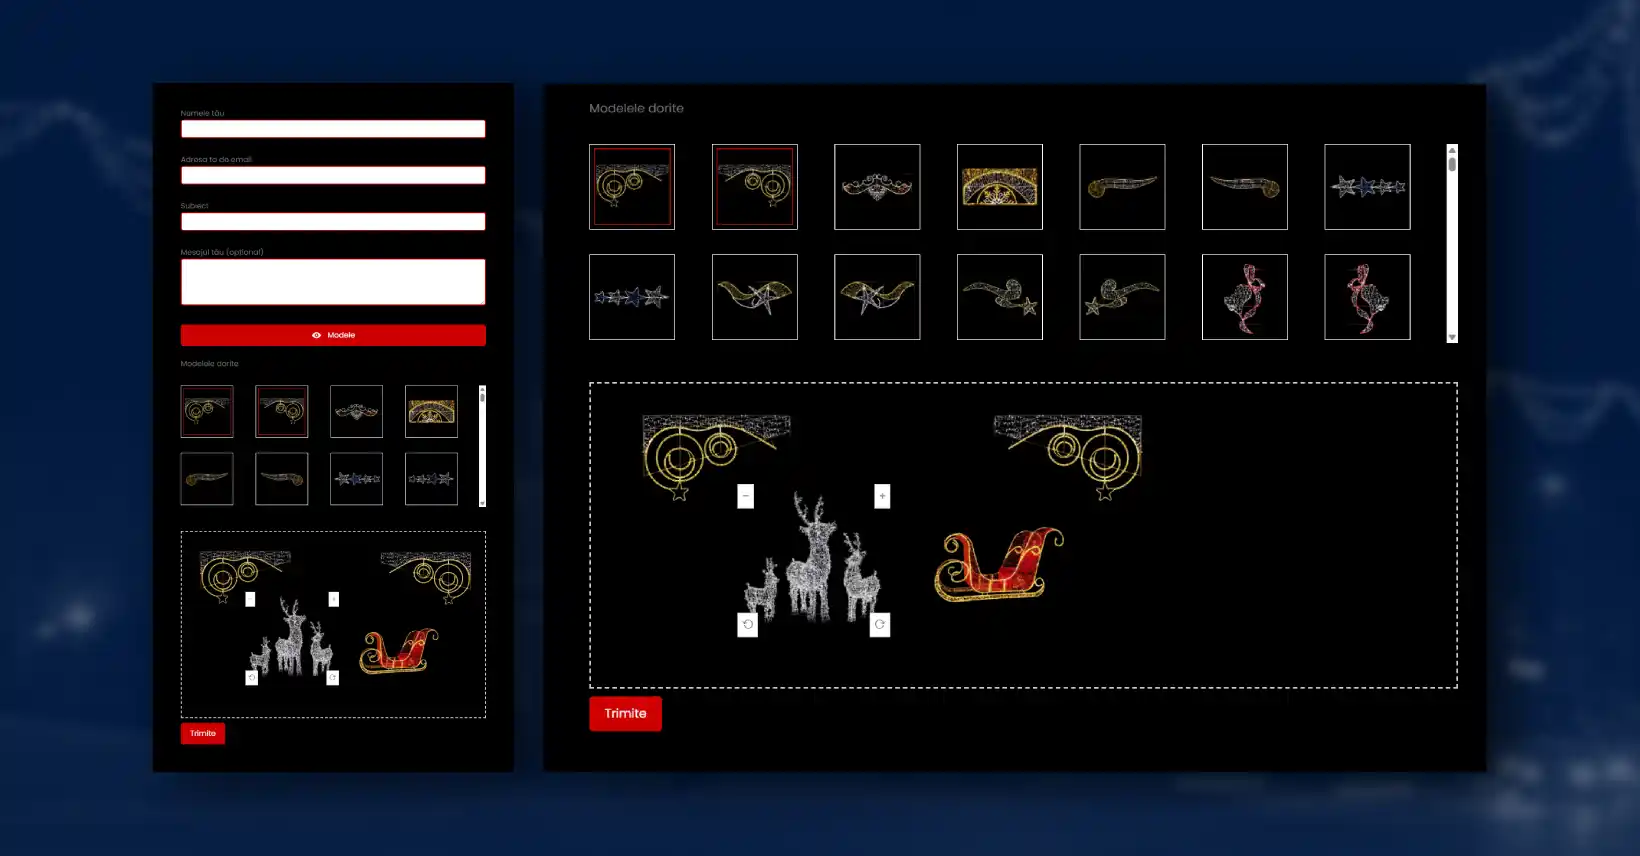 Numele tău
Adresa ta de email
Subiect
Mesajul tău (opțional)
Modele
Modelele dorite
Trimite
Modelele dorite
Trimite